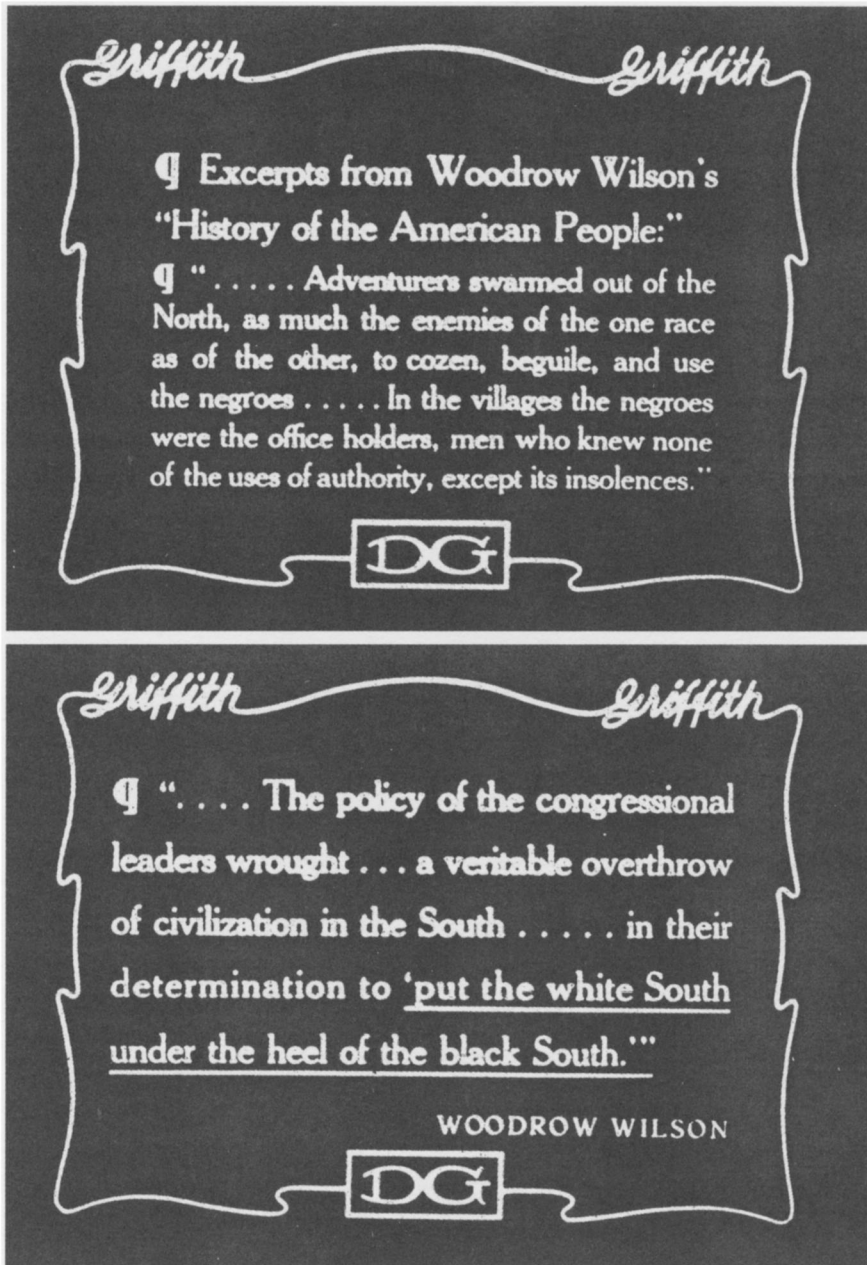 Griffith Griffith
¶ Excerpts from Woodrow Wilson's
"History of the American People:"
¶ ". . . . . Adventurers swarmed out of the
North, as much the enemies of the one race
as of the other, to cozen, beguile, and use
the negroes . . . . . In the villages the negroes
were the office holders, men who knew none
of the uses of authority, except its insolences."
DG
Griffith Griffith
¶ ". . . . The policy of the congressional
leaders wrought . . . a veritable overthrow
of civilization in the South . . . . . in their
determination to 'put the white South
under the heel of the black South.'"
WOODROW WILSON
DG